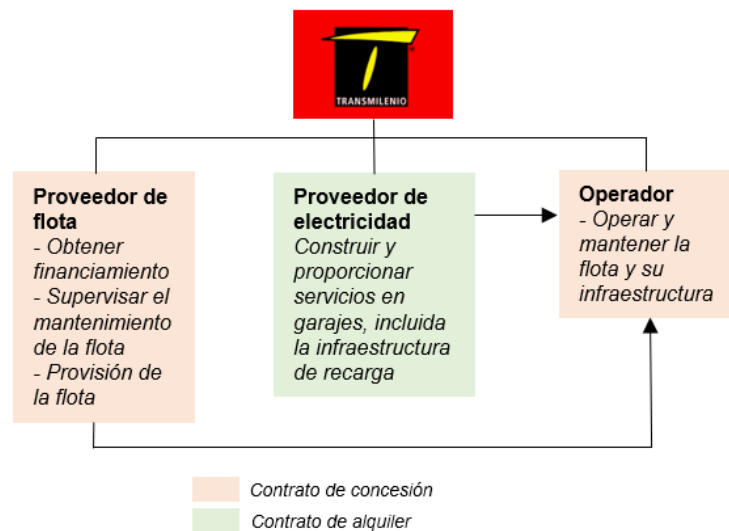 TRANSMILENIO
Proveedor de
flota
- Obtener
financiamiento
- Supervisar el
mantenimiento
de la flota
- Provisión de
la flota
Proveedor de
electricidad
Construir y
proporcionar
servicios en
garajes, incluida
la infraestructura
de recarga
Operador
- Operar y
mantener la
flota y su
infraestructura
Contrato de concesión
Contrato de alquiler